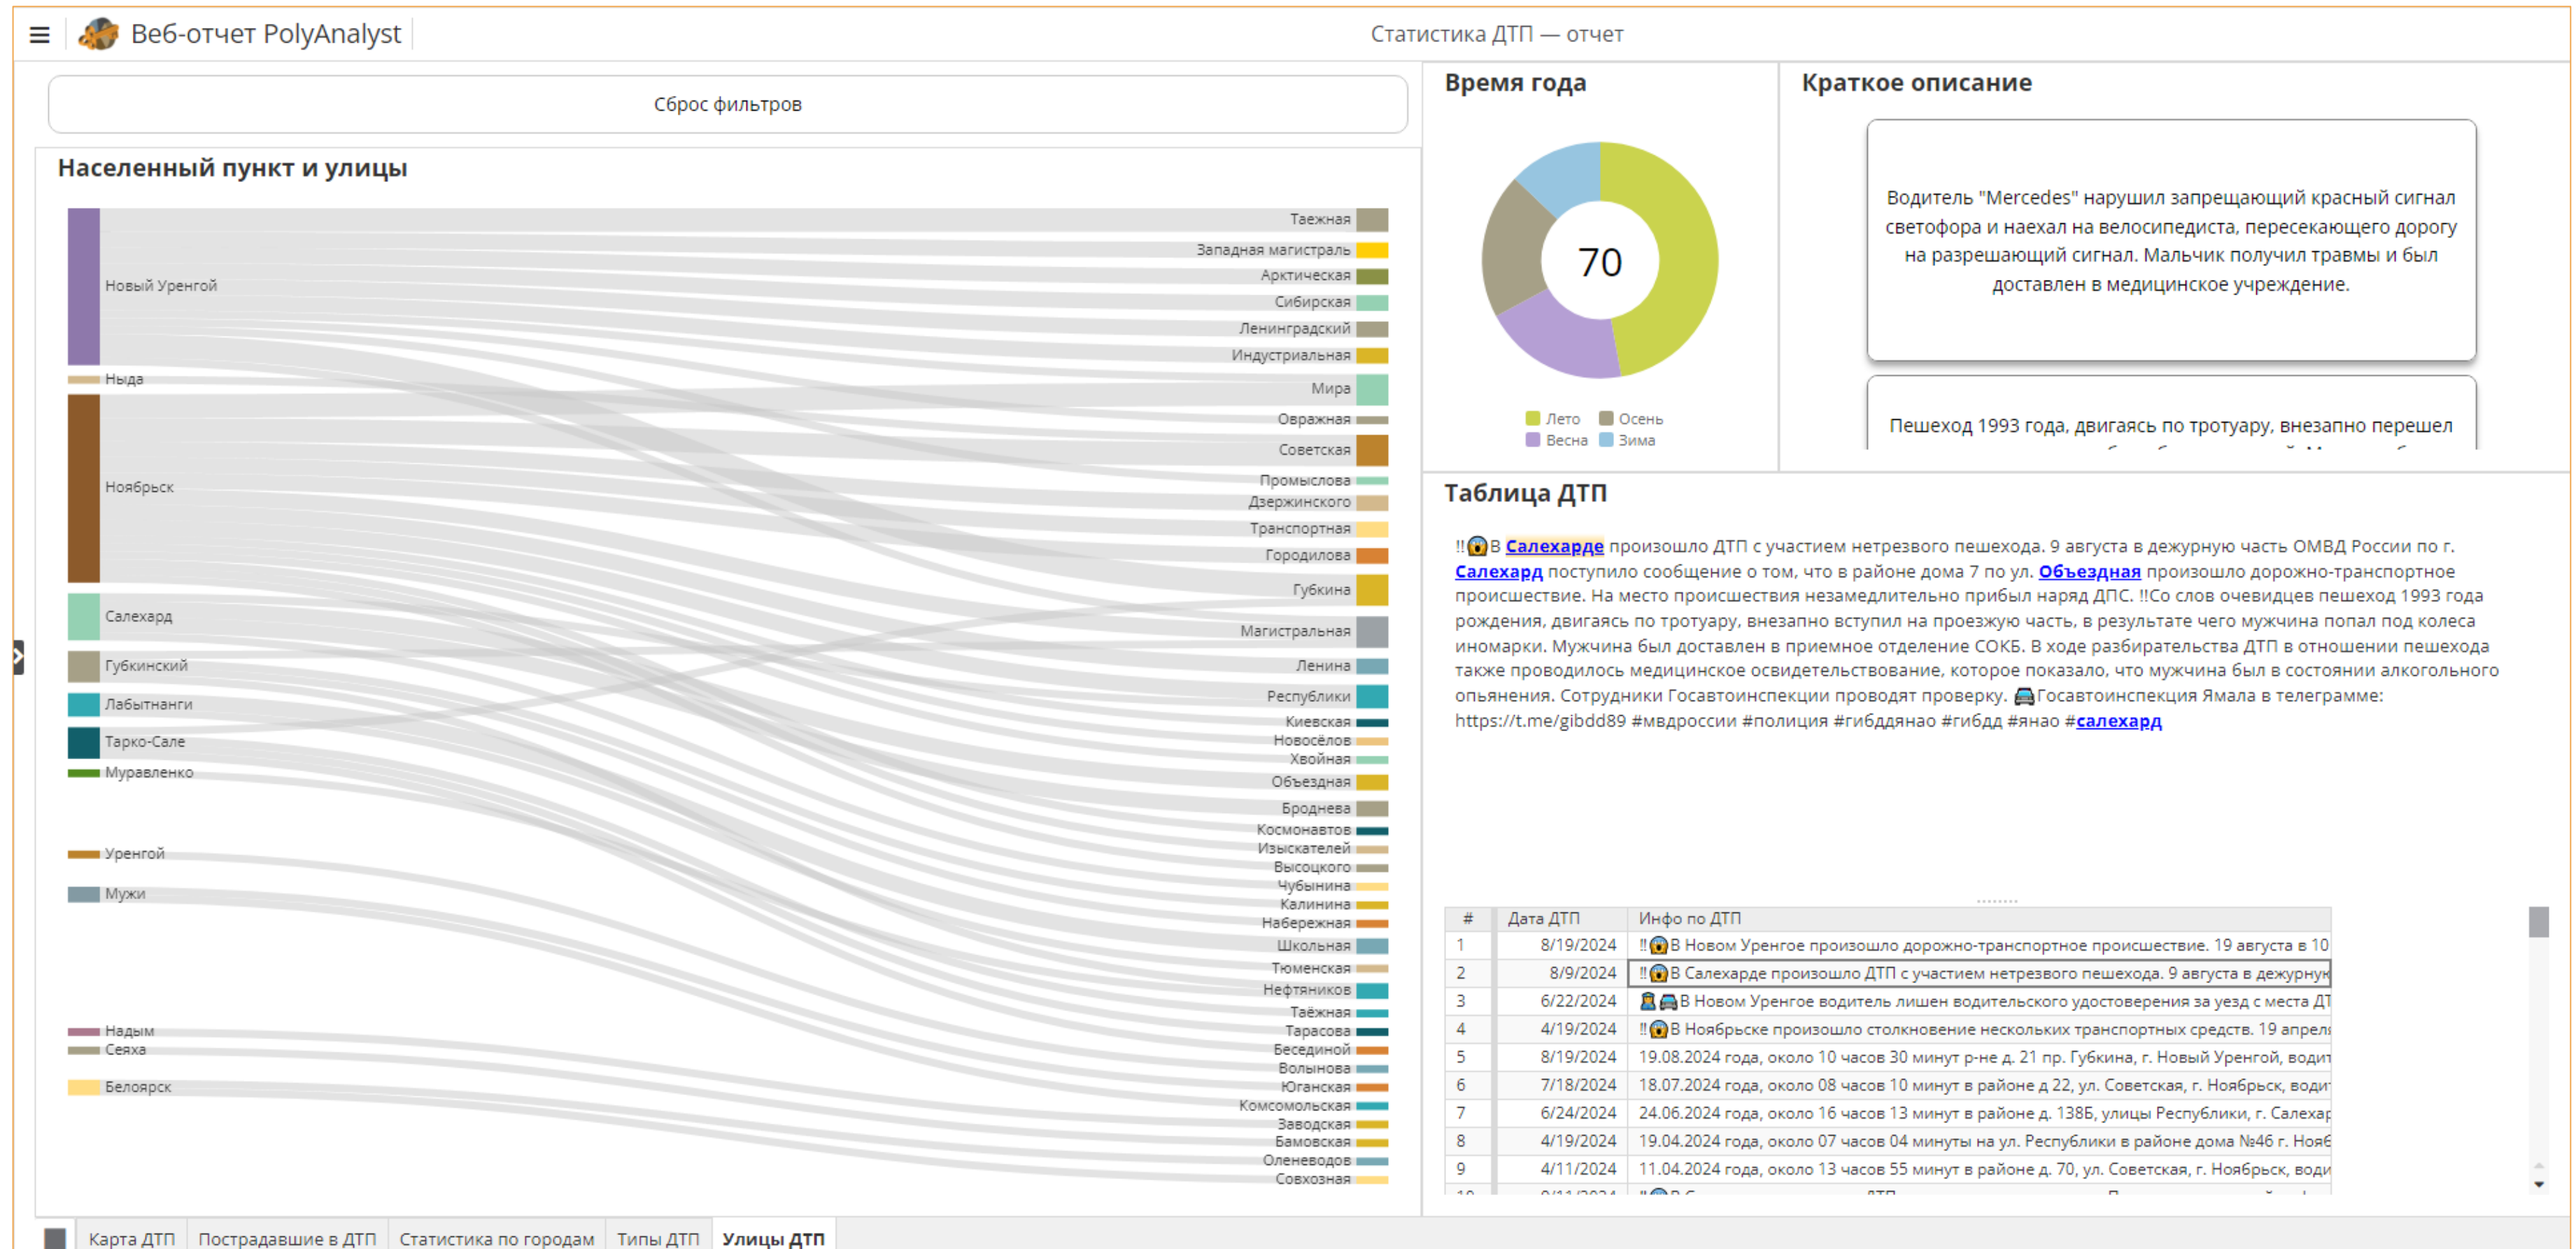 Веб-отчет PolyAnalyst
Статистика ДТП — отчет
Сброс фильтров
Населенный пункт и улицы
Новый Уренгой
Ныда
Ноябрьск
Салехард
Губкинский
Лабытнанги
Тарко-Сале
Муравленко
Уренгой
Мужи
Надым
Сеяха
Белоярск
Таежная
Западная магистраль
Арктическая
Сибирская
Ленинградский
Индустриальная
Мира
Овражная
Советская
Промыслова
Дзержинского
Транспортная
Городилова
Губкина
Магистральная
Ленина
Республики
Киевская
Новосёлов
Хвойная
Объездная
Броднева
Космонавтов
Изыскателей
Высоцкого
Чубынина
Калинина
Набережная
Школьная
Тюменская
Нефтяников
Таёжная
Тарасова
Бесединой
Волынова
Юганская
Комсомольская
Заводская
Бамовская
Оленеводов
Совхозная
Время года
70
Лето
Осень
Весна
Зима
Краткое описание
Водитель "Mercedes" нарушил запрещающий красный сигнал
светофора и наехал на велосипедиста, пересекающего дорогу
на разрешающий сигнал. Мальчик получил травмы и был
доставлен в медицинское учреждение.
Пешеход 1993 года, двигаясь по тротуару, внезапно перешел
Таблица ДТП
‼😱В Салехарде произошло ДТП с участием нетрезвого пешехода. 9 августа в дежурную часть ОМВД России по г.
Салехард поступило сообщение о том, что в районе дома 7 по ул. Объездная произошло дорожно-транспортное
происшествие. На место происшествия незамедлительно прибыл наряд ДПС. ‼Со слов очевидцев пешеход 1993 года
рождения, двигаясь по тротуару, внезапно вступил на проезжую часть, в результате чего мужчина попал под колеса
иномарки. Мужчина был доставлен в приемное отделение СОКБ. В ходе разбирательства ДТП в отношении пешехода
также проводилось медицинское освидетельствование, которое показало, что мужчина был в состоянии алкогольного
опьянения. Сотрудники Госавтоинспекции проводят проверку. 🚘Госавтоинспекция Ямала в телеграмме:
https://t.me/gibdd89 #мвдроссии #полиция #гибддянао #гибдд #янао #салехард
# Дата ДТП Инфо по ДТП
1 8/19/2024 ‼😱В Новом Уренгое произошло дорожно-транспортное происшествие. 19 августа в 10
2 8/9/2024 ‼😱В Салехарде произошло ДТП с участием нетрезвого пешехода. 9 августа в дежурную
3 6/22/2024 👮🚘В Новом Уренгое водитель лишен водительского удостоверения за уезд с места ДТ
4 4/19/2024 ‼😱В Ноябрьске произошло столкновение нескольких транспортных средств. 19 апреля
5 8/19/2024 19.08.2024 года, около 10 часов 30 минут р-не д. 21 пр. Губкина, г. Новый Уренгой, водит
6 7/18/2024 18.07.2024 года, около 08 часов 10 минут в районе д 22, ул. Советская, г. Ноябрьск, води
7 6/24/2024 24.06.2024 года, около 16 часов 13 минут в районе д. 138Б, улицы Республики, г. Салехар
8 4/19/2024 19.04.2024 года, около 07 часов 04 минуты на ул. Республики в районе дома №46 г. Нояб
9 4/11/2024 11.04.2024 года, около 13 часов 55 минут в районе д. 70, ул. Советская, г. Ноябрьск, води
Карта ДТП
Пострадавшие в ДТП
Статистика по городам
Типы ДТП
Улицы ДТП